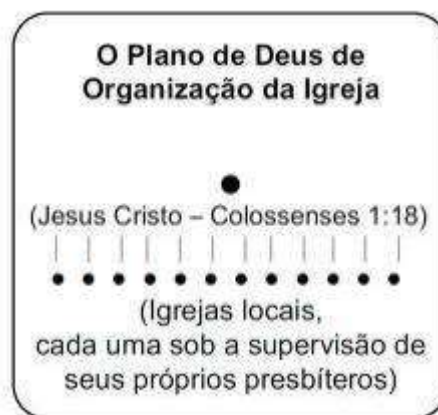 O Plano de Deus de
Organização da Igreja
(Jesus Cristo – Colossenses 1:18)
(Igrejas locais,
cada uma sob a supervisão de
seus próprios presbíteros)